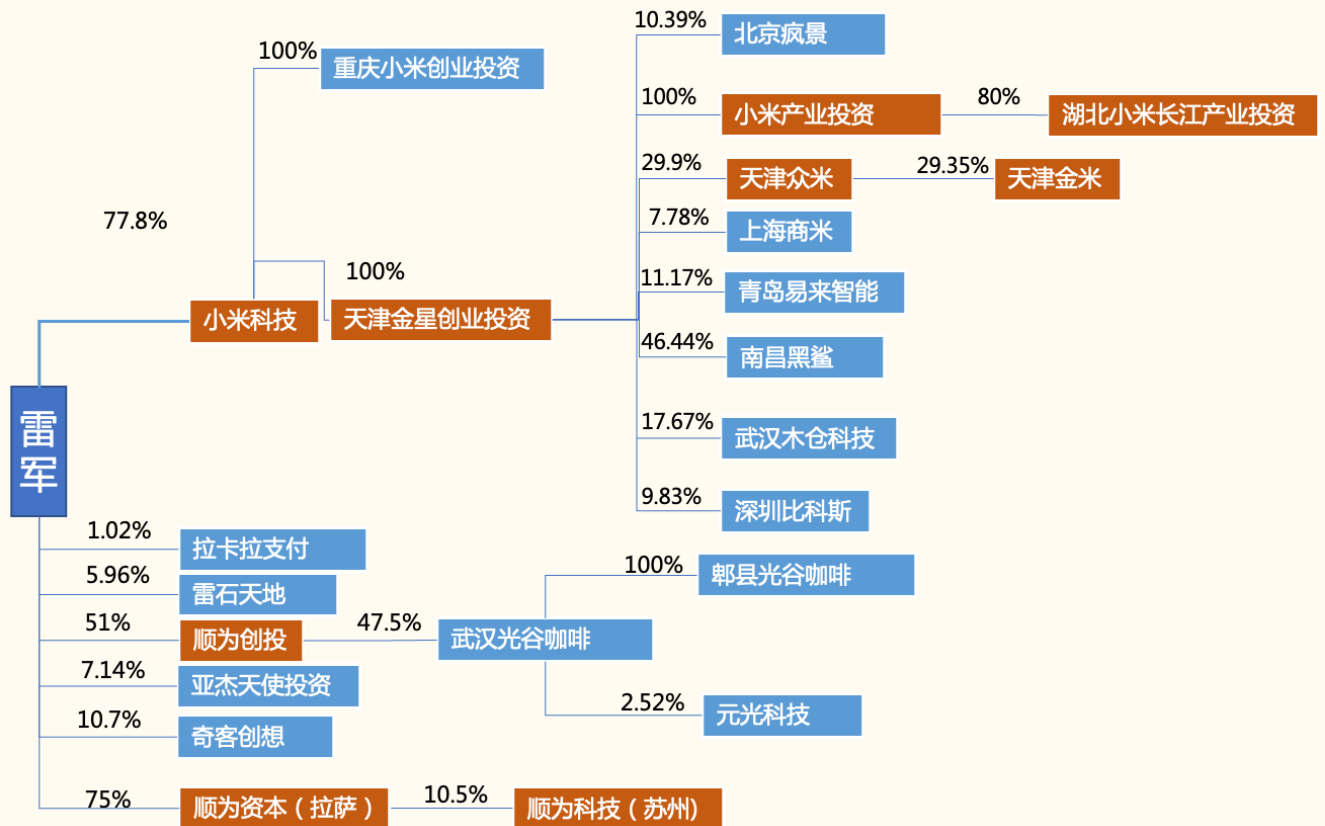 10.39%
北京疯景
100%
重庆小米创业投资
100%
小米产业投资
80%
湖北小米长江产业投资
29.9%
天津众米
29.35%
天津金米
77.8%
7.78%
上海商米
100%
11.17%
青岛易来智能
小米科技
天津金星创业投资
46.44%
南昌黑鲨
雷军
17.67%
武汉木仓科技
9.83%
深圳比科斯
1.02%
拉卡拉支付
5.96%
雷石天地
100%
郫县光谷咖啡
51%
顺为创投
47.5%
武汉光谷咖啡
7.14%
亚杰天使投资
2.52%
元光科技
10.7%
奇客创想
75%
顺为资本（拉萨）
10.5%
顺为科技（苏州)